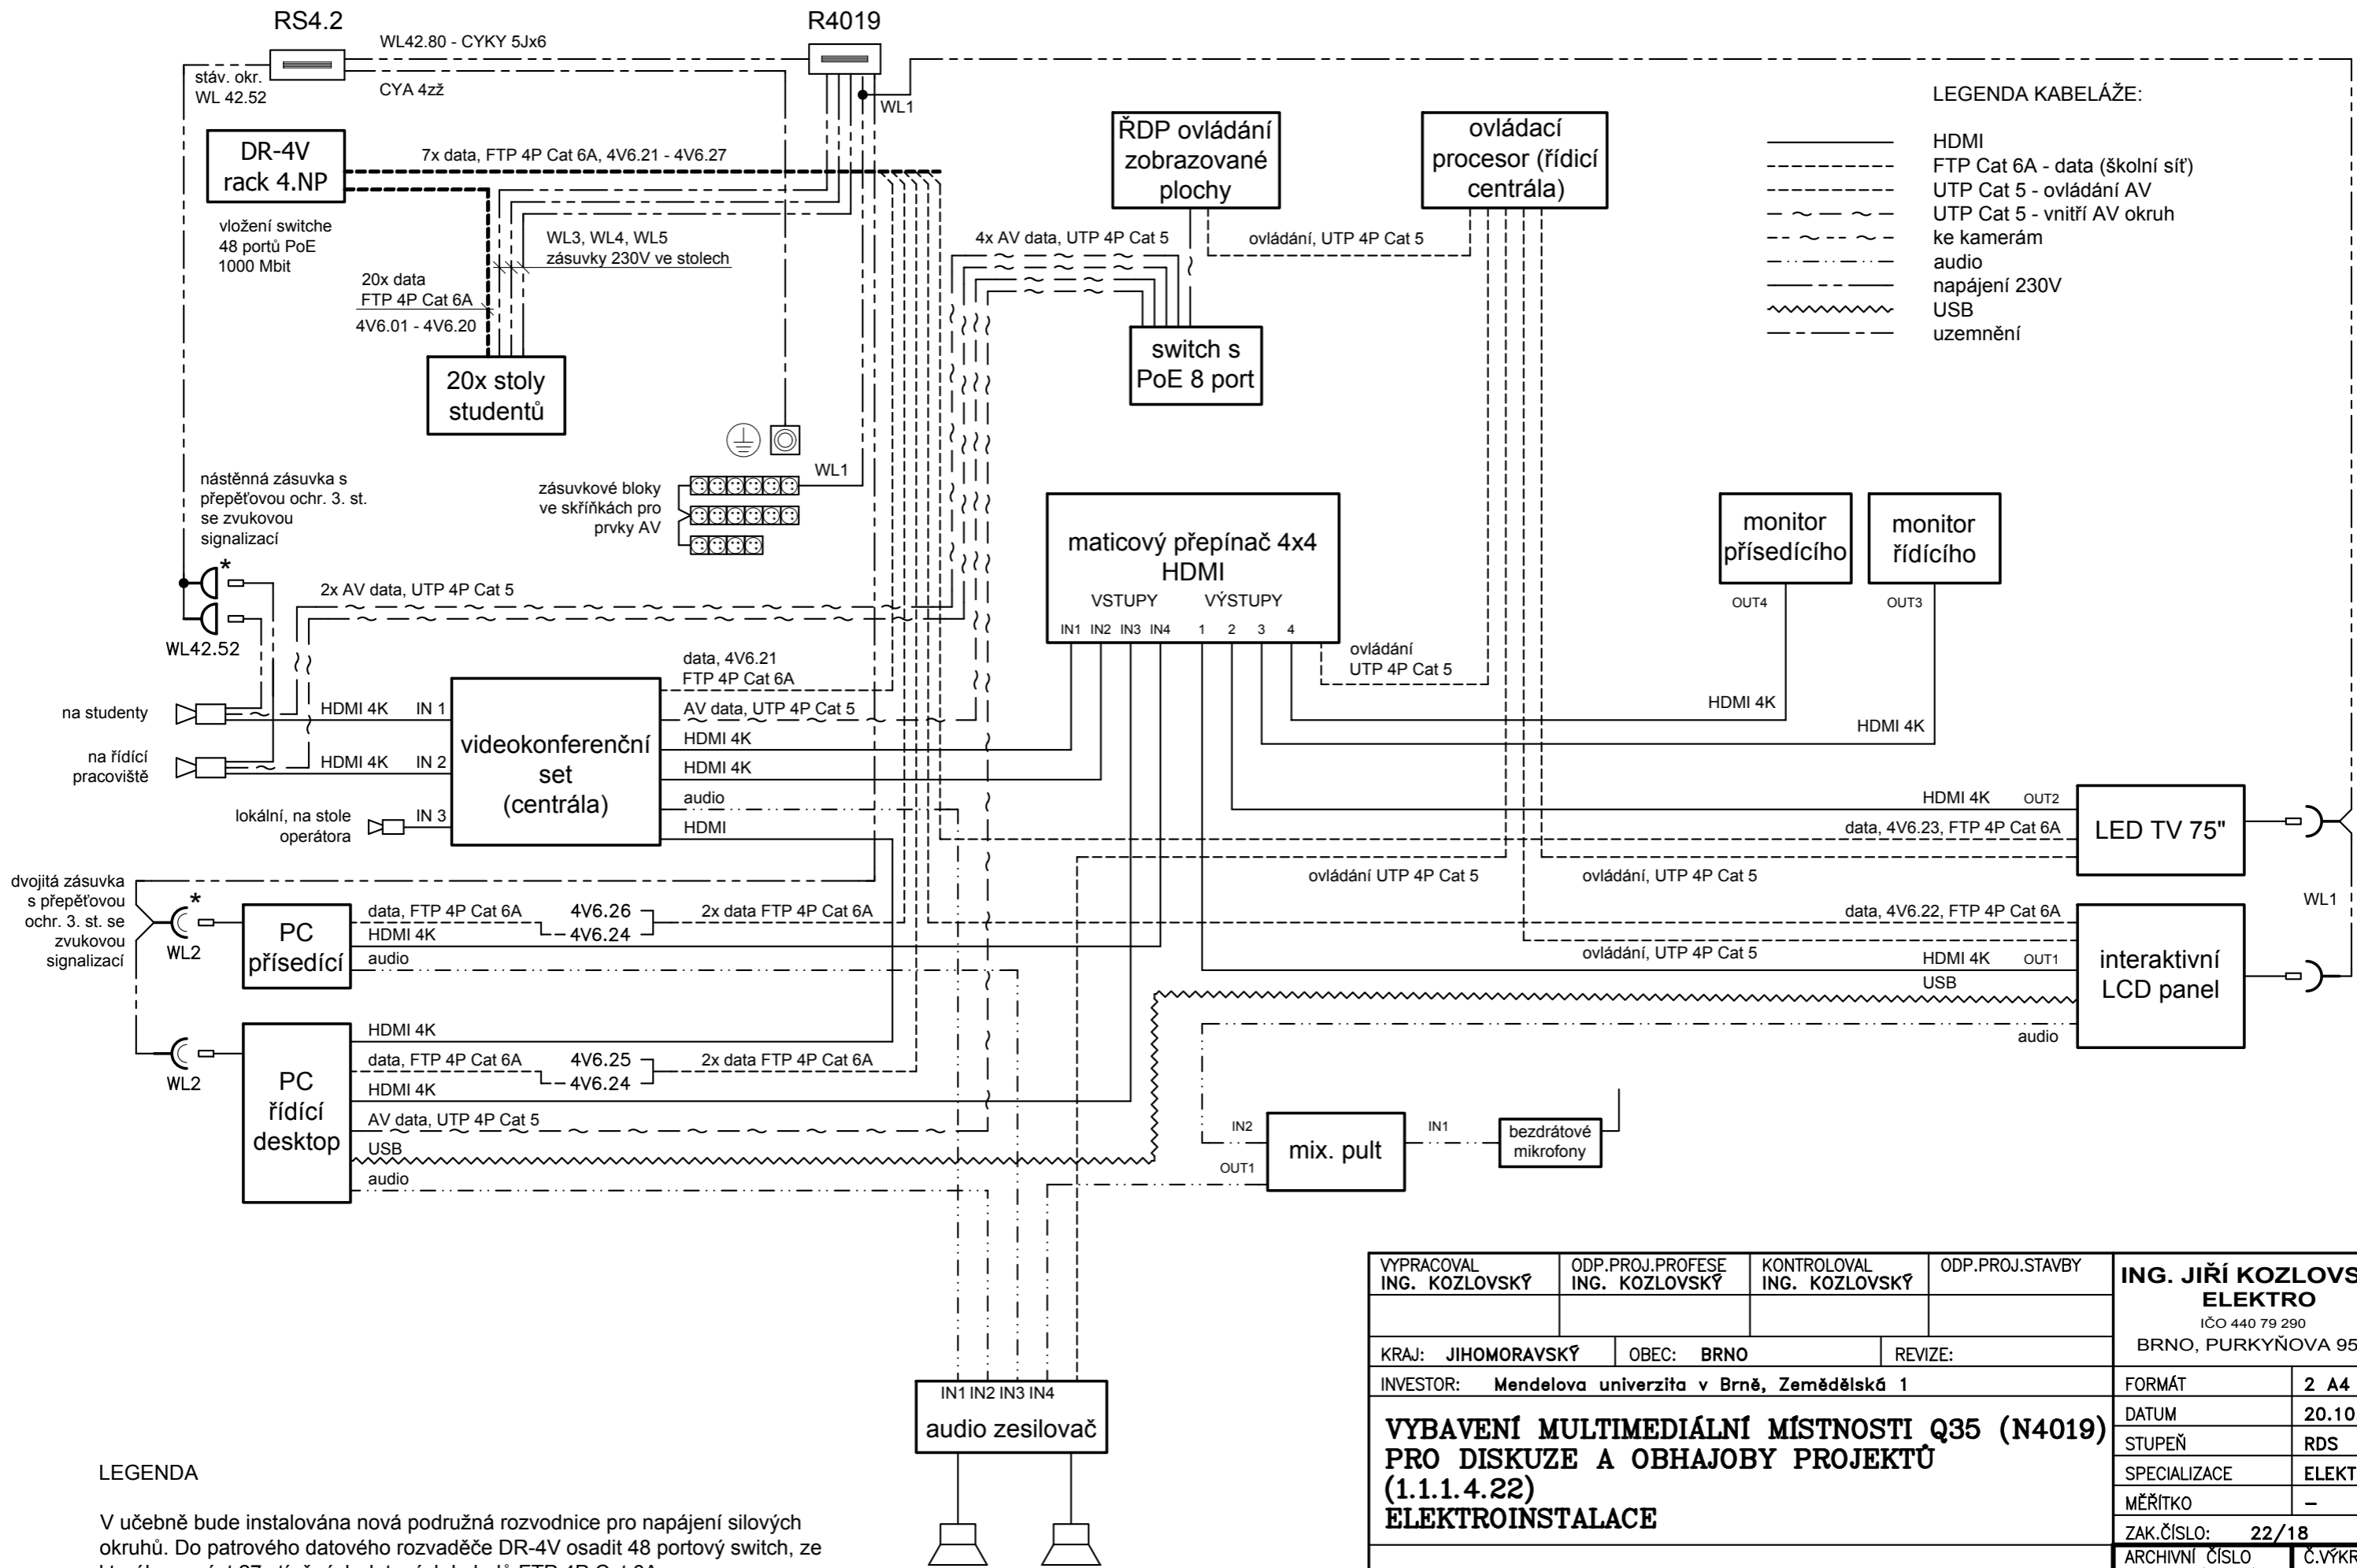 RS4.2
R4019
WL42.80 - CYKY 5Jx6
stáv. okr.
WL 42.52
CYA 4zž
WL1
DR-4V
rack 4.NP
7x data, FTP 4P Cat 6A, 4V6.21 - 4V6.27
vložení switche
48 portů PoE
1000 Mbit
WL3, WL4, WL5
zásuvky 230V ve stolech
20x data
FTP 4P Cat 6A
4V6.01 - 4V6.20
20x stoly
studentů
ŘDP ovládání
zobrazované
plochy
ovládací
procesor (řídicí
centrála)
4x AV data, UTP 4P Cat 5
ovládání, UTP 4P Cat 5
switch s
PoE 8 port
LEGENDA KABELÁŽE:
HDMI
FTP Cat 6A - data (školní síť)
UTP Cat 5 - ovládání AV
UTP Cat 5 - vnitří AV okruh
ke kamerám
audio
napájení 230V
USB
uzemnění
nástěnná zásuvka s
přepěťovou ochr. 3. st.
se zvukovou
signalizací
*
WL42.52
zásuvkové bloky
ve skříňkách pro
prvky AV
WL1
2x AV data, UTP 4P Cat 5
maticový přepínač 4x4
HDMI
VSTUPY VÝSTUPY
IN1 IN2 IN3 IN4 1 2 3 4
ovládání
UTP 4P Cat 5
monitor
přísedícího
OUT4
monitor
řídícího
OUT3
HDMI 4K
HDMI 4K
na studenty
HDMI 4K IN 1
na řídící
pracoviště
HDMI 4K IN 2
lokální, na stole
operátora
IN 3
videokonferenční
set
(centrála)
data, 4V6.21
FTP 4P Cat 6A
AV data, UTP 4P Cat 5
HDMI 4K
HDMI 4K
audio
HDMI
HDMI 4K OUT2
data, 4V6.23, FTP 4P Cat 6A
LED TV 75"
ovládání UTP 4P Cat 5
ovládání, UTP 4P Cat 5
WL1
dvojitá zásuvka
s přepěťovou
ochr. 3. st. se
zvukovou
signalizací
*
WL2
PC
přísedící
data, FTP 4P Cat 6A
4V6.26
4V6.24
2x data FTP 4P Cat 6A
HDMI 4K
audio
data, 4V6.22, FTP 4P Cat 6A
ovládání, UTP 4P Cat 5
HDMI 4K OUT1
USB
interaktivní
LCD panel
audio
WL2
PC
řídící
desktop
HDMI 4K
data, FTP 4P Cat 6A
4V6.25
4V6.24
2x data FTP 4P Cat 6A
HDMI 4K
AV data, UTP 4P Cat 5
USB
audio
IN2
OUT1
mix. pult
IN1
bezdrátové
mikrofony
IN1 IN2 IN3 IN4
audio zesilovač
LEGENDA
V učebně bude instalována nová podružná rozvodnice pro napájení silových
okruhů. Do patrového datového rozvaděče DR-4V osadit 48 portový switch, ze
VYPRACOVAL
ING. KOZLOVSKÝ
ODP.PROJ.PROFESE
ING. KOZLOVSKÝ
KONTROLOVAL
ING. KOZLOVSKÝ
ODP.PROJ.STAVBY
ING. JIŘÍ KOZLOVS
ELEKTRO
IČO 440 79 290
BRNO, PURKYŇOVA 95
KRAJ: JIHOMORAVSKÝ
OBEC: BRNO
REVIZE:
INVESTOR: Mendelova univerzita v Brně, Zemědělská 1
VYBAVENÍ MULTIMEDIÁLNÍ MÍSTNOSTI Q35 (N4019)
PRO DISKUZE A OBHAJOBY PROJEKTŮ
(1.1.1.4.22)
ELEKTROINSTALACE
FORMÁT 2 A4
DATUM 20.10
STUPEŇ RDS
SPECIALIZACE ELEKT
MĚŘÍTKO –
ZAK.ČÍSLO: 22/18
ARCHIVNÍ ČÍSLO Č.VÝKR